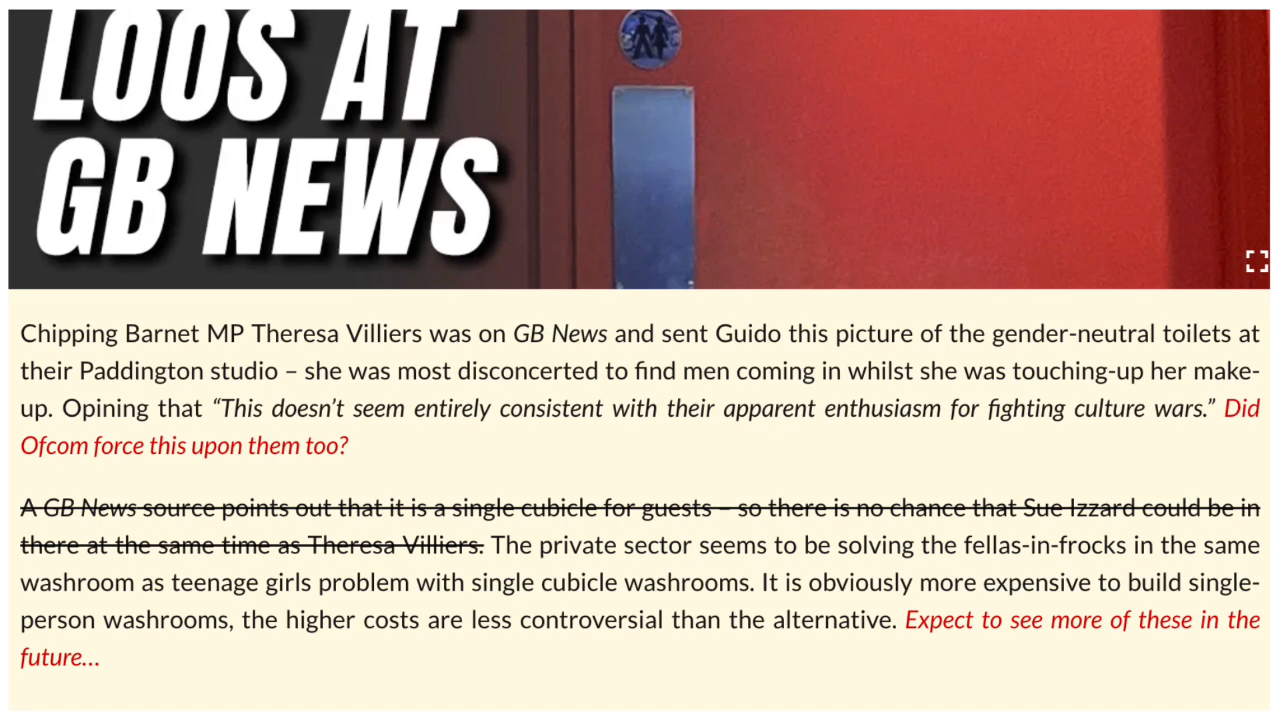 LOOS AT
GB NEWS
Chipping Barnet MP Theresa Villiers was on GB News and sent Guido this picture of the gender-neutral toilets at
their Paddington studio – she was most disconcerted to find men coming in whilst she was touching-up her make-
up. Opining that “This doesn’t seem entirely consistent with their apparent enthusiasm for fighting culture wars.” Did
Ofcom force this upon them too?
A GB News source points out that it is a single cubicle for guests – so there is no chance that Sue Izzard could be in
there at the same time as Theresa Villiers. The private sector seems to be solving the fellas-in-frocks in the same
washroom as teenage girls problem with single cubicle washrooms. It is obviously more expensive to build single-
person washrooms, the higher costs are less controversial than the alternative. Expect to see more of these in the
future…